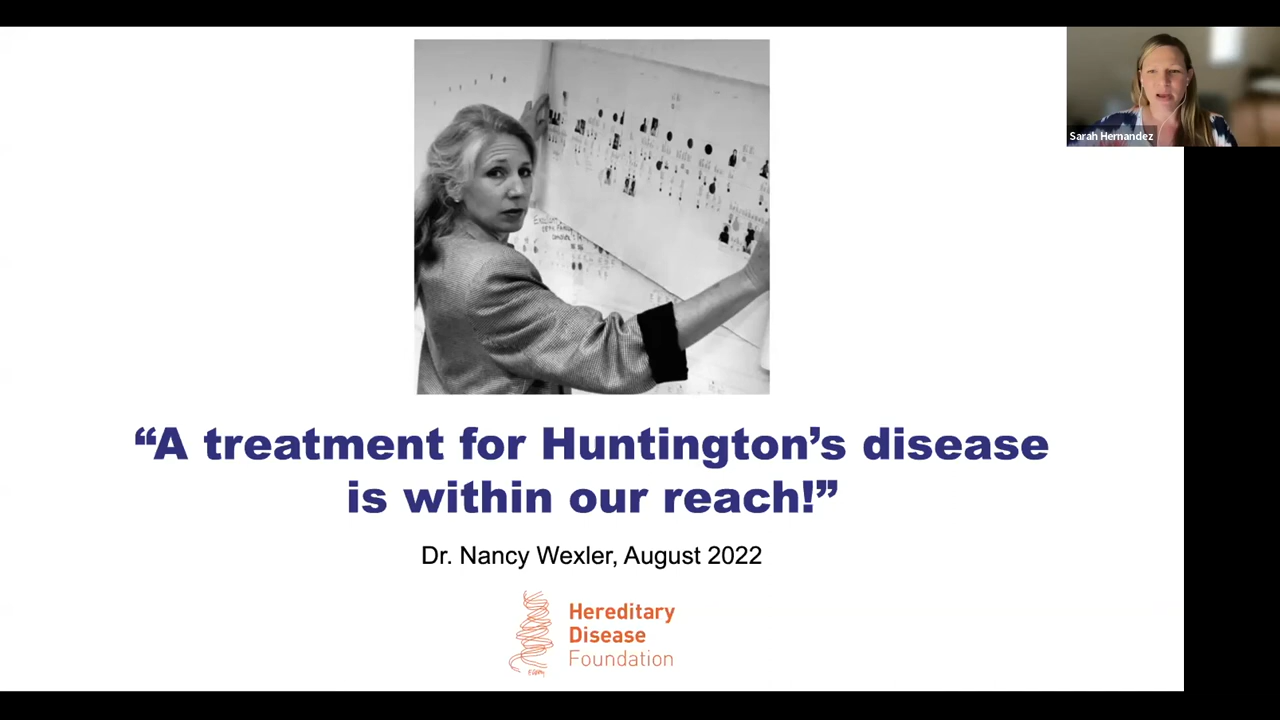 Sarah Hernandez
“A treatment for Huntington’s disease
is within our reach!”
Dr. Nancy Wexler, August 2022
Hereditary
Disease
Foundation